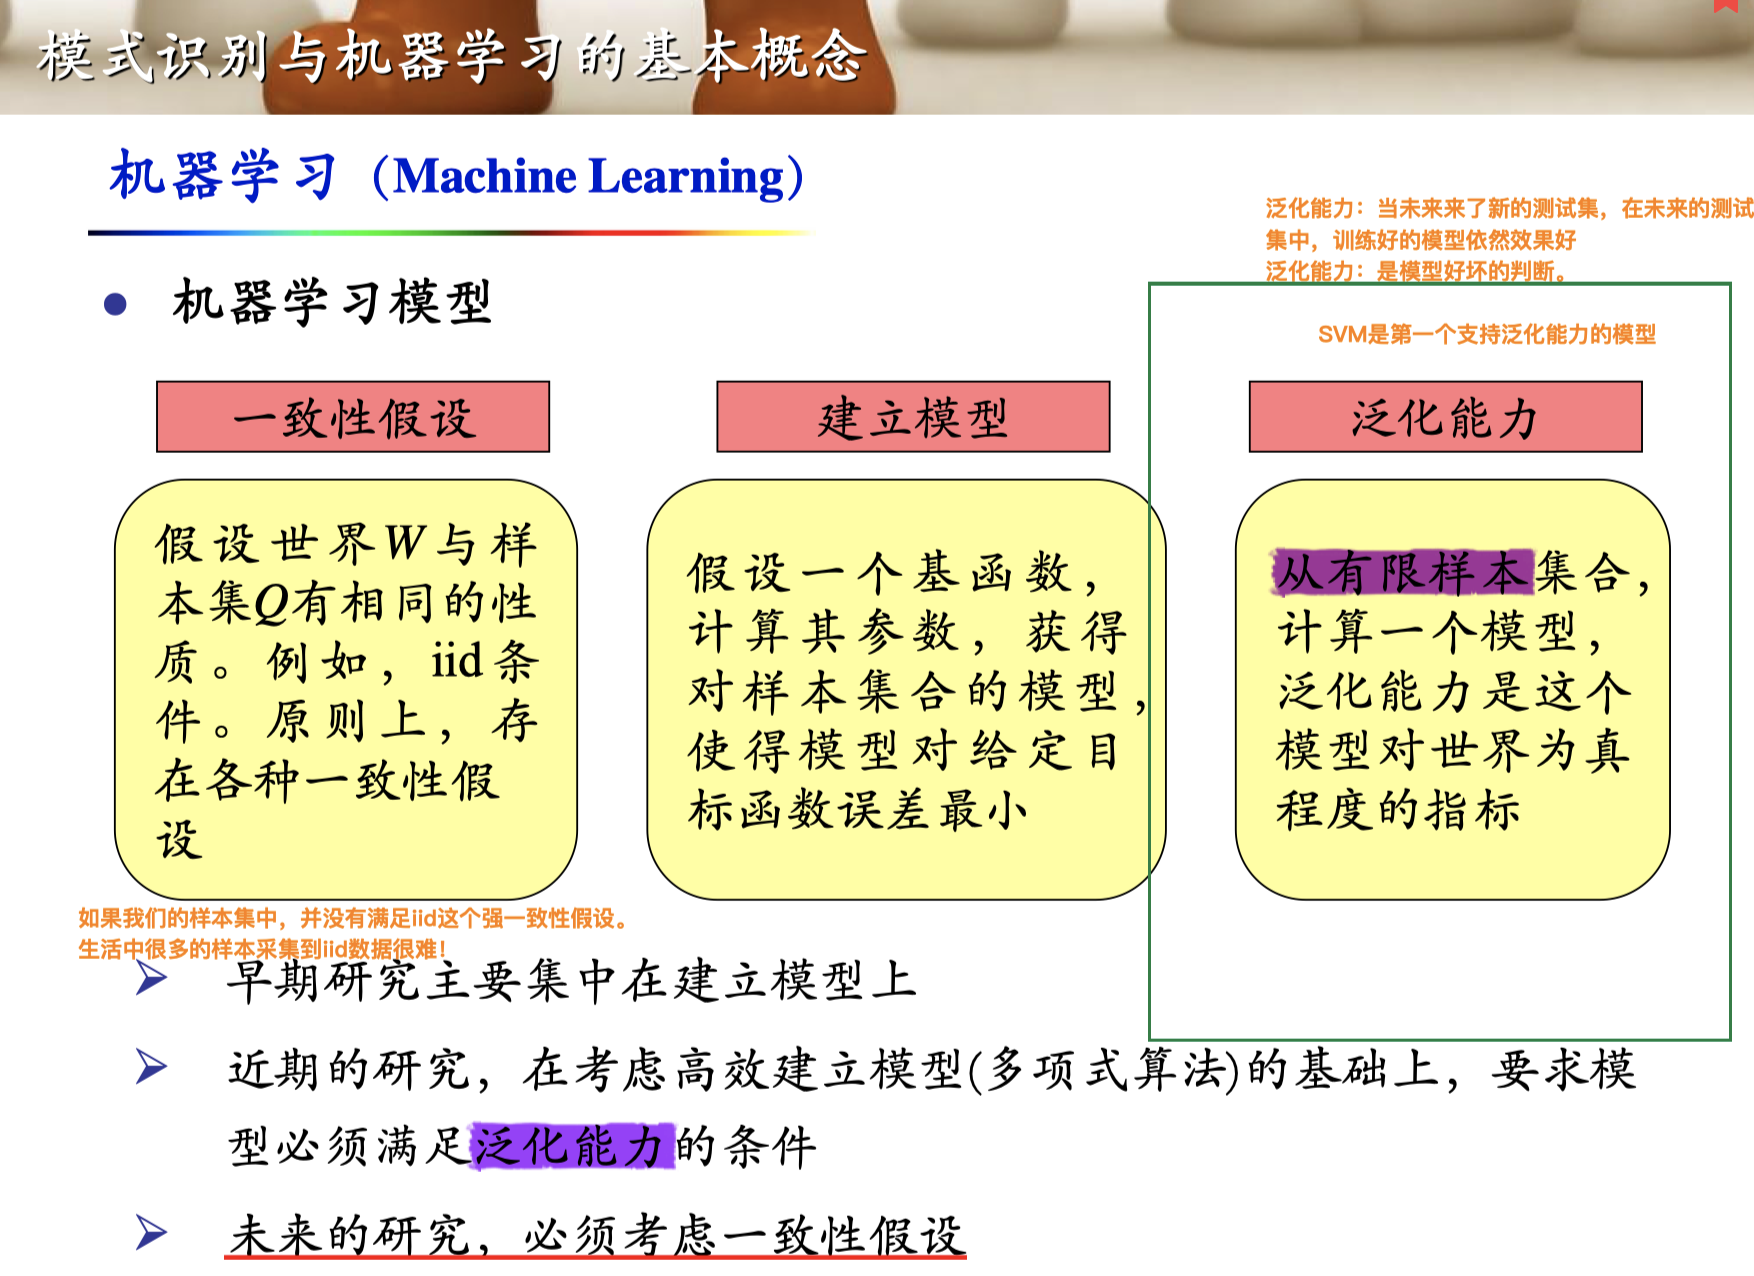 模式识别与机器学习的基本概念
机器学习（Machine Learning）
泛化能力：当未来来了新的测试集，在未来的测试
集中，训练好的模型依然效果好
泛化能力：是模型好坏的判断。
机器学习模型
SVM是第一个支持泛化能力的模型
一致性假设
假设世界W与样
本集Q有相同的性
质。例如，iid条
件。原则上，存
在各种一致性假
设
建立模型
假设一个基函数，
计算其参数，获得
对样本集合的模型，
使得模型对给定目
标函数误差最小
泛化能力
从有限样本集合，
计算一个模型，
泛化能力是这个
模型对世界为真
程度的指标
如果我们的样本集中，并没有满足iid这个强一致性假设。
生活中很多的样本采集到iid数据很难！
早期研究主要集中在建立模型上
近期的研究，在考虑高效建立模型(多项式算法)的基础上，要求模
型必须满足泛化能力的条件
未来的研究，必须考虑一致性假设